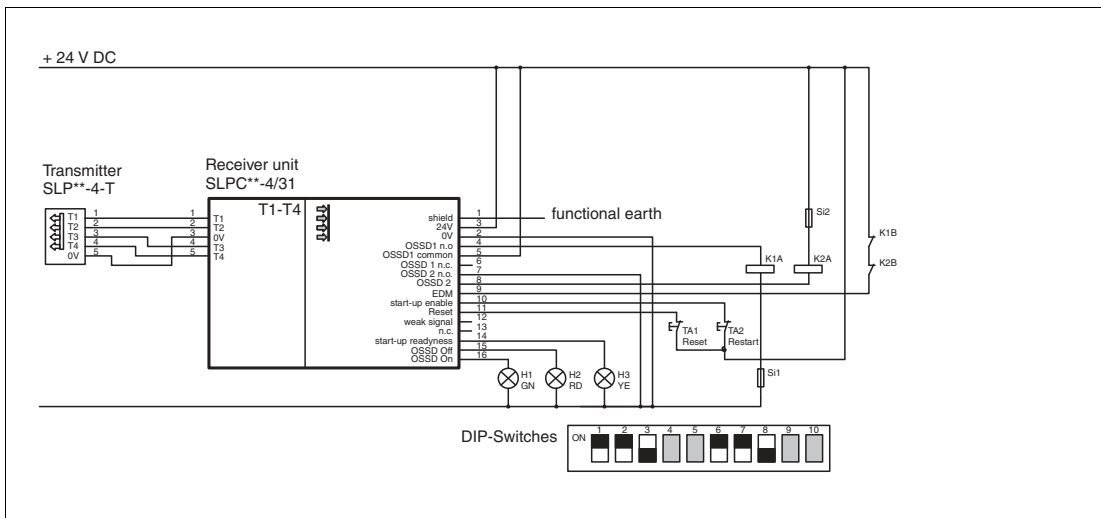 + 24 V DC
Transmitter
SLP**-4-T
T1 1
T2 2
T3 3
T4 4
0V 5
Receiver unit
SLPC**-4/31
T1-T4
1 T1
2 T2
3 0V
4 T3
5 T4
shield 1
functional earth
24V 3
0V 2
OSSD1 n.o 4
OSSD1 common 5
OSSD 1 n.c. 6
OSSD 2 n.o. 7
OSSD 2 8
EDM 9
start-up enable 10
Reset 11
weak signal 12
n.c. 13
start-up readyness 14
OSSD Off 15
OSSD On 16
Si2
K1B
K1A
K2A
K2B
TA1
Reset
TA2
Restart
H1
GN
H2
RD
H3
YE
Si1
DIP-Switches
ON 1 2 3 4 5 6 7 8 9 10